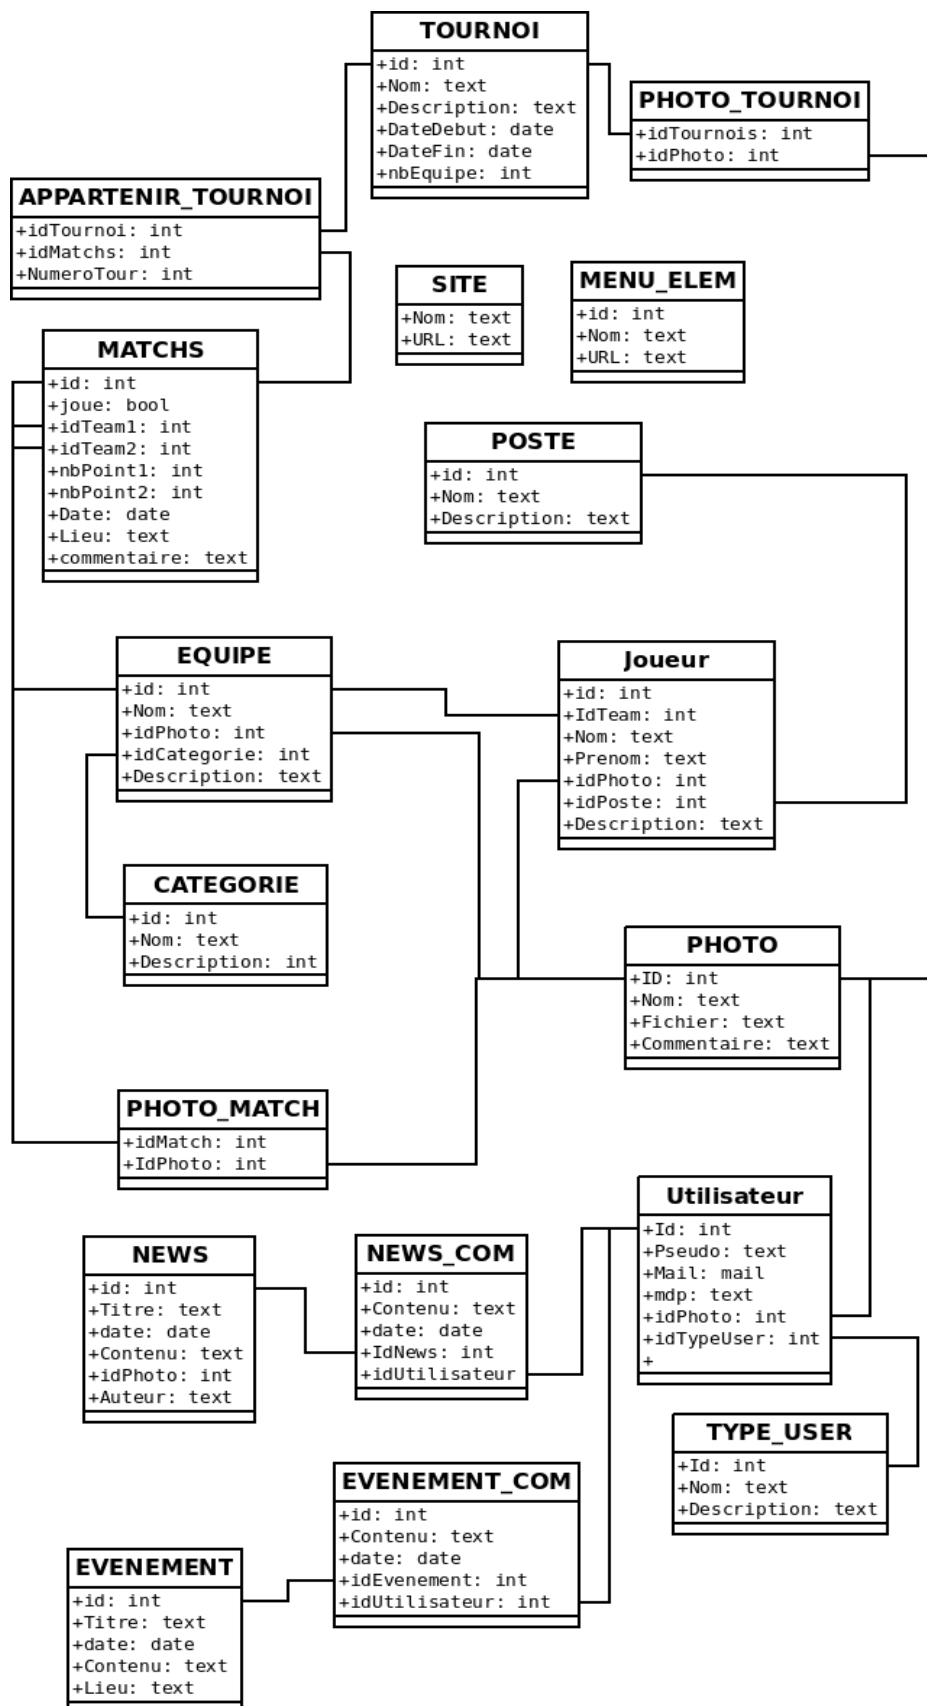 TOURNOI
+id: int
+Nom: text
+Description: text
+DateDebut: date
+DateFin: date
+nbEquipe: int
PHOTO_TOURNOI
+idTournois: int
+idPhoto: int
APPARTENIR_TOURNOI
+idTournoi: int
+idMatchs: int
+NumeroTour: int
SITE
+Nom: text
+URL: text
MENU_ELEM
+id: int
+Nom: text
+URL: text
MATCHS
+id: int
+joue: bool
+idTeam1: int
+idTeam2: int
+nbPoint1: int
+nbPoint2: int
+Date: date
+Lieu: text
+commentaire: text
POSTE
+id: int
+Nom: text
+Description: text
EQUIPE
+id: int
+Nom: text
+idPhoto: int
+idCategorie: int
+Description: text
Joueur
+id: int
+IdTeam: int
+Nom: text
+Prenom: text
+idPhoto: int
+idPoste: int
+Description: text
CATEGORIE
+id: int
+Nom: text
+Description: int
PHOTO
+ID: int
+Nom: text
+Fichier: text
+Commentaire: text
PHOTO_MATCH
+idMatch: int
+IdPhoto: int
Utilisateur
+Id: int
+Pseudo: text
+Mail: mail
+mdp: text
+idPhoto: int
+idTypeUser: int
+
NEWS
+id: int
+Titre: text
+date: date
+Contenu: text
+idPhoto: int
+Auteur: text
NEWS_COM
+id: int
+Contenu: text
+date: date
+IdNews: int
+idUtilisateur
TYPE_USER
+Id: int
+Nom: text
+Description: text
EVENEMENT_COM
+id: int
+Contenu: text
+date: date
+idEvenement: int
+idUtilisateur: int
EVENEMENT
+id: int
+Titre: text
+date: date
+Contenu: text
+Lieu: text